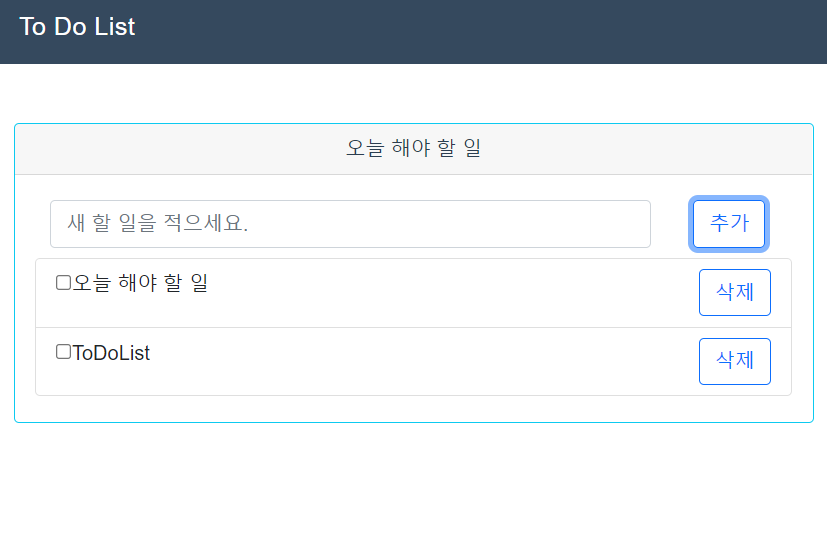 To Do List
오늘 해야 할 일
새 할 일을 적으세요.
추가
오늘 해야 할 일
삭제
ToDoList
삭제